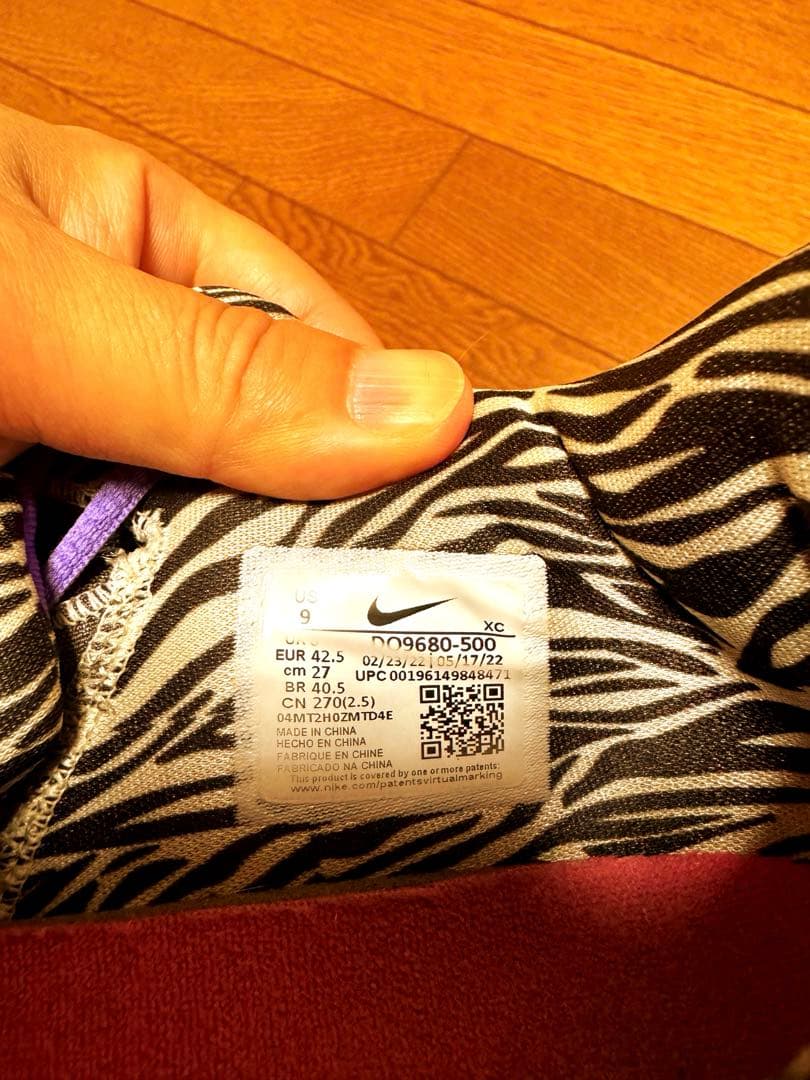 US
9
XC
DQ9680-500
EUR 42.5
02/23/22 | 05/17/22
cm 27
UPC 00196149848471
BR 40.5
CN 270(2.5)
04MT2H0ZMTD4E
MADE IN CHINA
HECHO EN CHINA
FABRIQUE EN CHINE
FABRICADO NA CHINA
This product is covered by one or more patents:
www.nike.com/patentsvirtualmarking